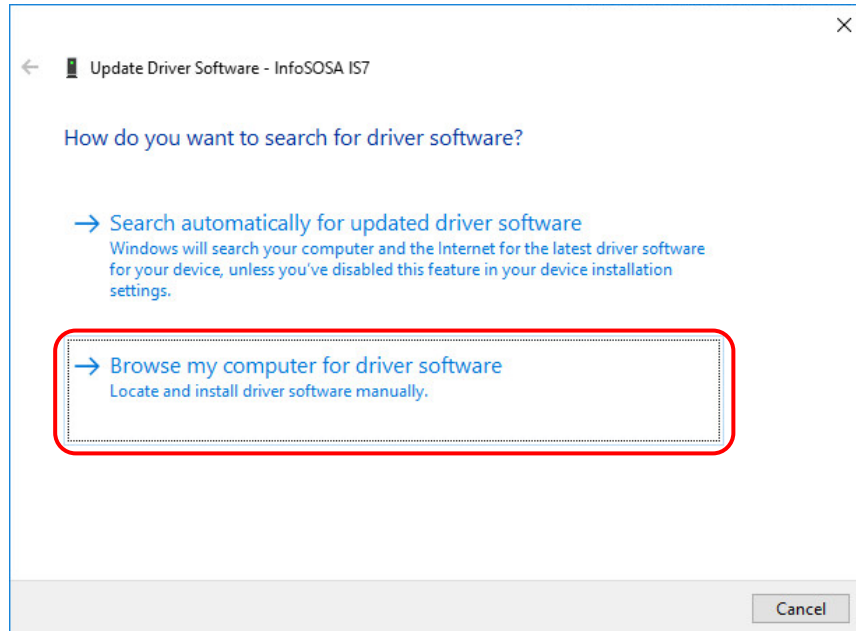 Update Driver Software - InfoSOSA IS7
How do you want to search for driver software?
Search automatically for updated driver software
Windows will search your computer and the Internet for the latest driver software
for your device, unless you've disabled this feature in your device installation
settings.
Browse my computer for driver software
Locate and install driver software manually.
Cancel